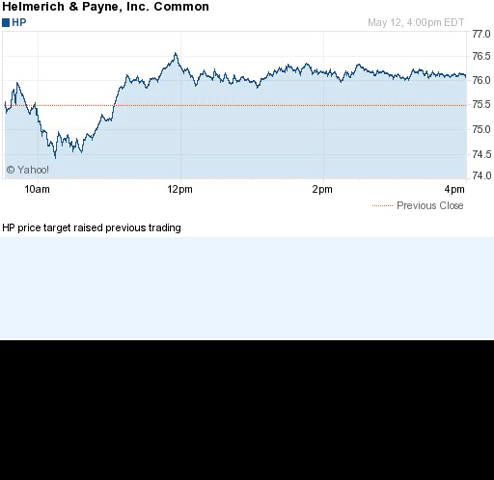 Helmerich & Payne, Inc. Common
HP May 12, 4:00pm EDT
77.0
76.5
76.0
75.5
75.0
74.5
74.0
© Yahoo!
10am 12pm 2pm 4pm
Previous Close
HP price target raised previous trading